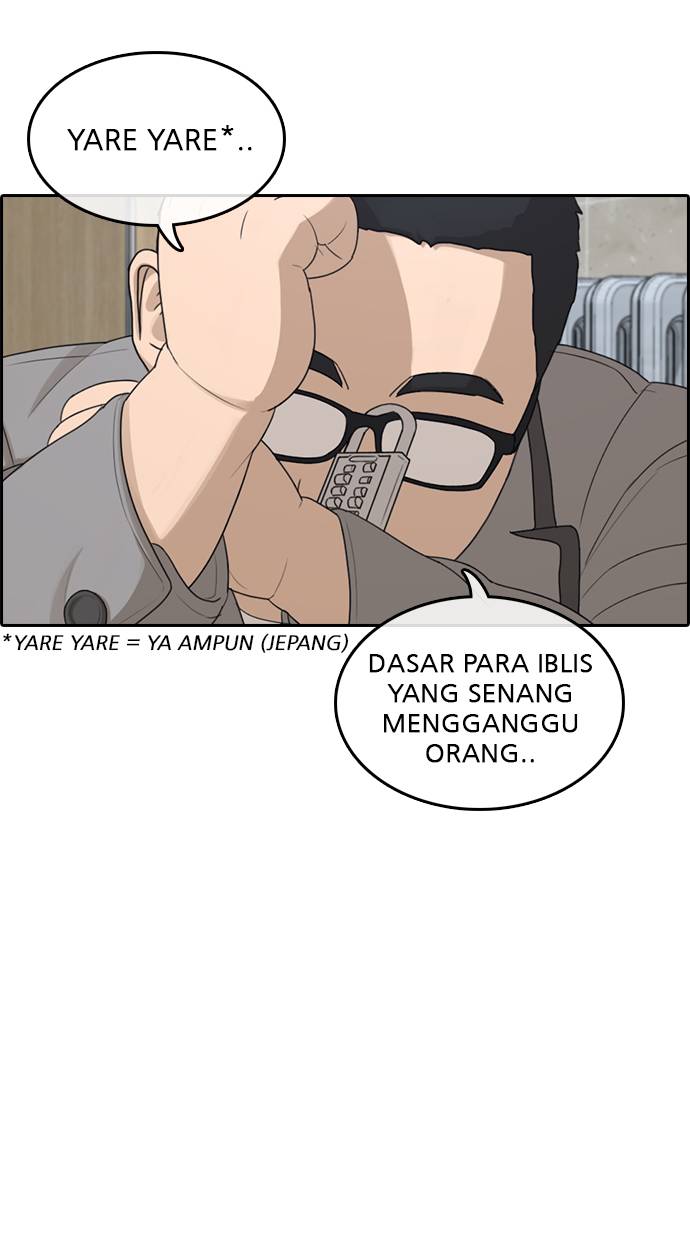 YARE YARE*..
*YARE YARE = YA AMPUN (JEPANG)
DASAR PARA IBLIS
YANG SENANG
MENGGANGGU
ORANG..